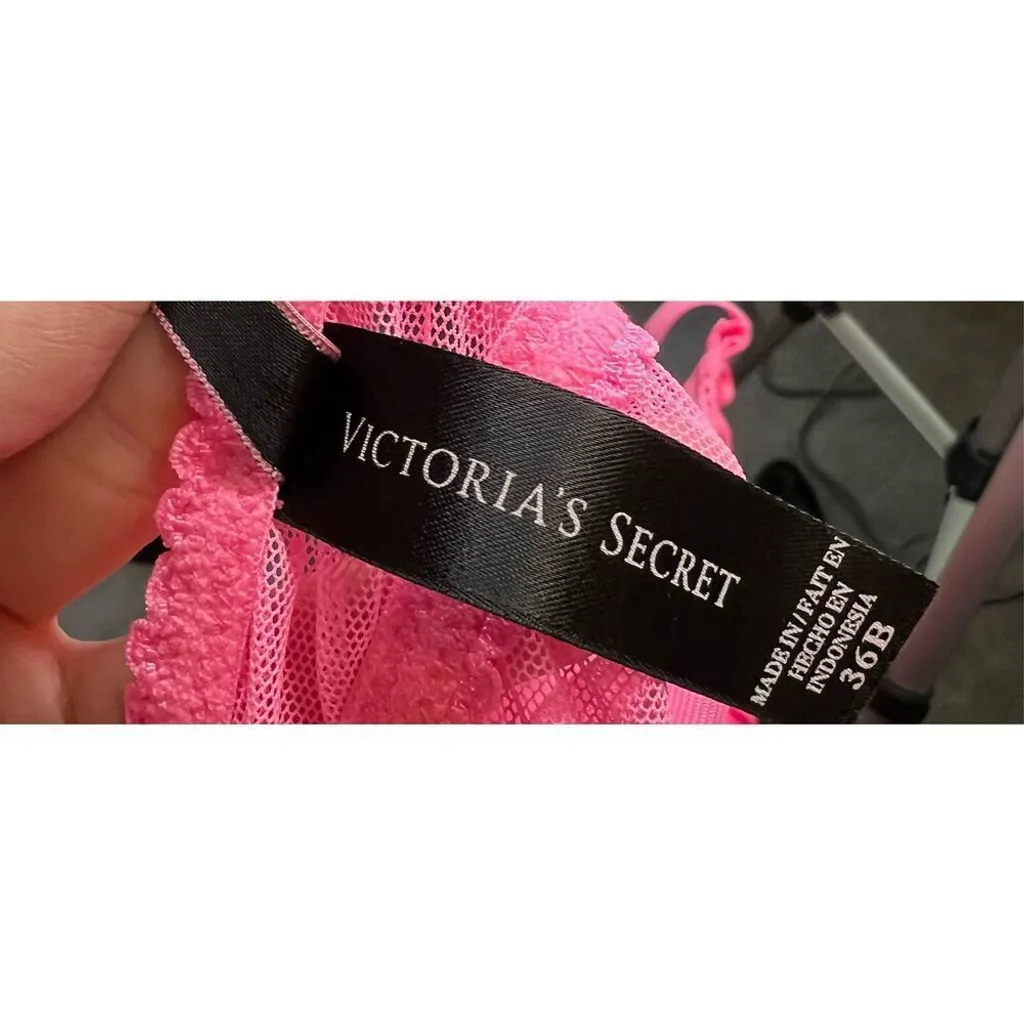 VICTORIA'S SECRET
MADE IN / FAIT EN
HECHO EN
INDONESIA
36B